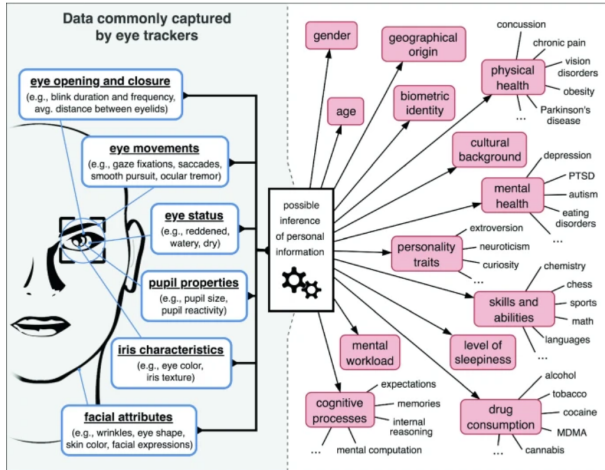 Data commonly captured
by eye trackers
eye opening and closure
(e.g., blink duration and frequency,
avg. distance between eyelids)
eye movements
(e.g., gaze fixations, saccades,
smooth pursuit, ocular tremor)
eye status
(e.g., reddened,
watery, dry)
pupil properties
(e.g., pupil size,
pupil reactivity)
iris characteristics
(e.g., eye color,
iris texture)
facial attributes
(e.g., wrinkles, eye shape,
skin color, facial expressions)
possible
inference
of personal
information
gender
geographical
origin
age
biometric
identity
physical
health
concussion
chronic pain
vision
disorders
obesity
Parkinson's
disease
...
cultural
background
mental
health
depression
PTSD
autism
eating
disorders
...
personality
traits
extroversion
neuroticism
curiosity
...
skills and
abilities
chemistry
chess
sports
math
languages
...
mental
workload
level of
sleepiness
cognitive
processes
expectations
memories
internal
reasoning
mental computation
...
drug
consumption
alcohol
tobacco
cocaine
MDMA
cannabis
...